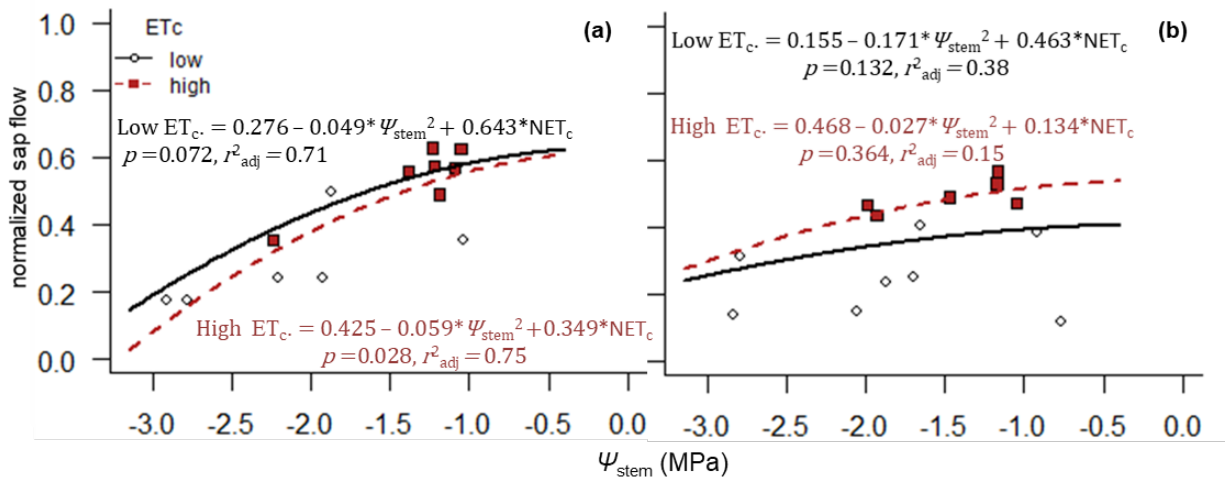 ETc
low
high
(a)
Low ETc. = 0.276 – 0.049* Ψstem² + 0.643*NETc
p=0.072, r²adj = 0.71
High ETc. = 0.425 – 0.059* Ψstem² +0.349*NETc
p=0.028, r²adj = 0.75
normalized sap flow
1.0
0.8
0.6
0.4
0.2
0.0
-3.0 -2.5 -2.0 -1.5 -1.0 -0.5 0.0
(b)
Low ETc. = 0.155 – 0.171* Ψstem² + 0.463*NETc
p=0.132, r²adj = 0.38
High ETc. = 0.468 – 0.027* Ψstem² + 0.134*NETc
p=0.364, r²adj = 0.15
-3.0 -2.5 -2.0 -1.5 -1.0 -0.5 0.0
Ψstem (MPa)